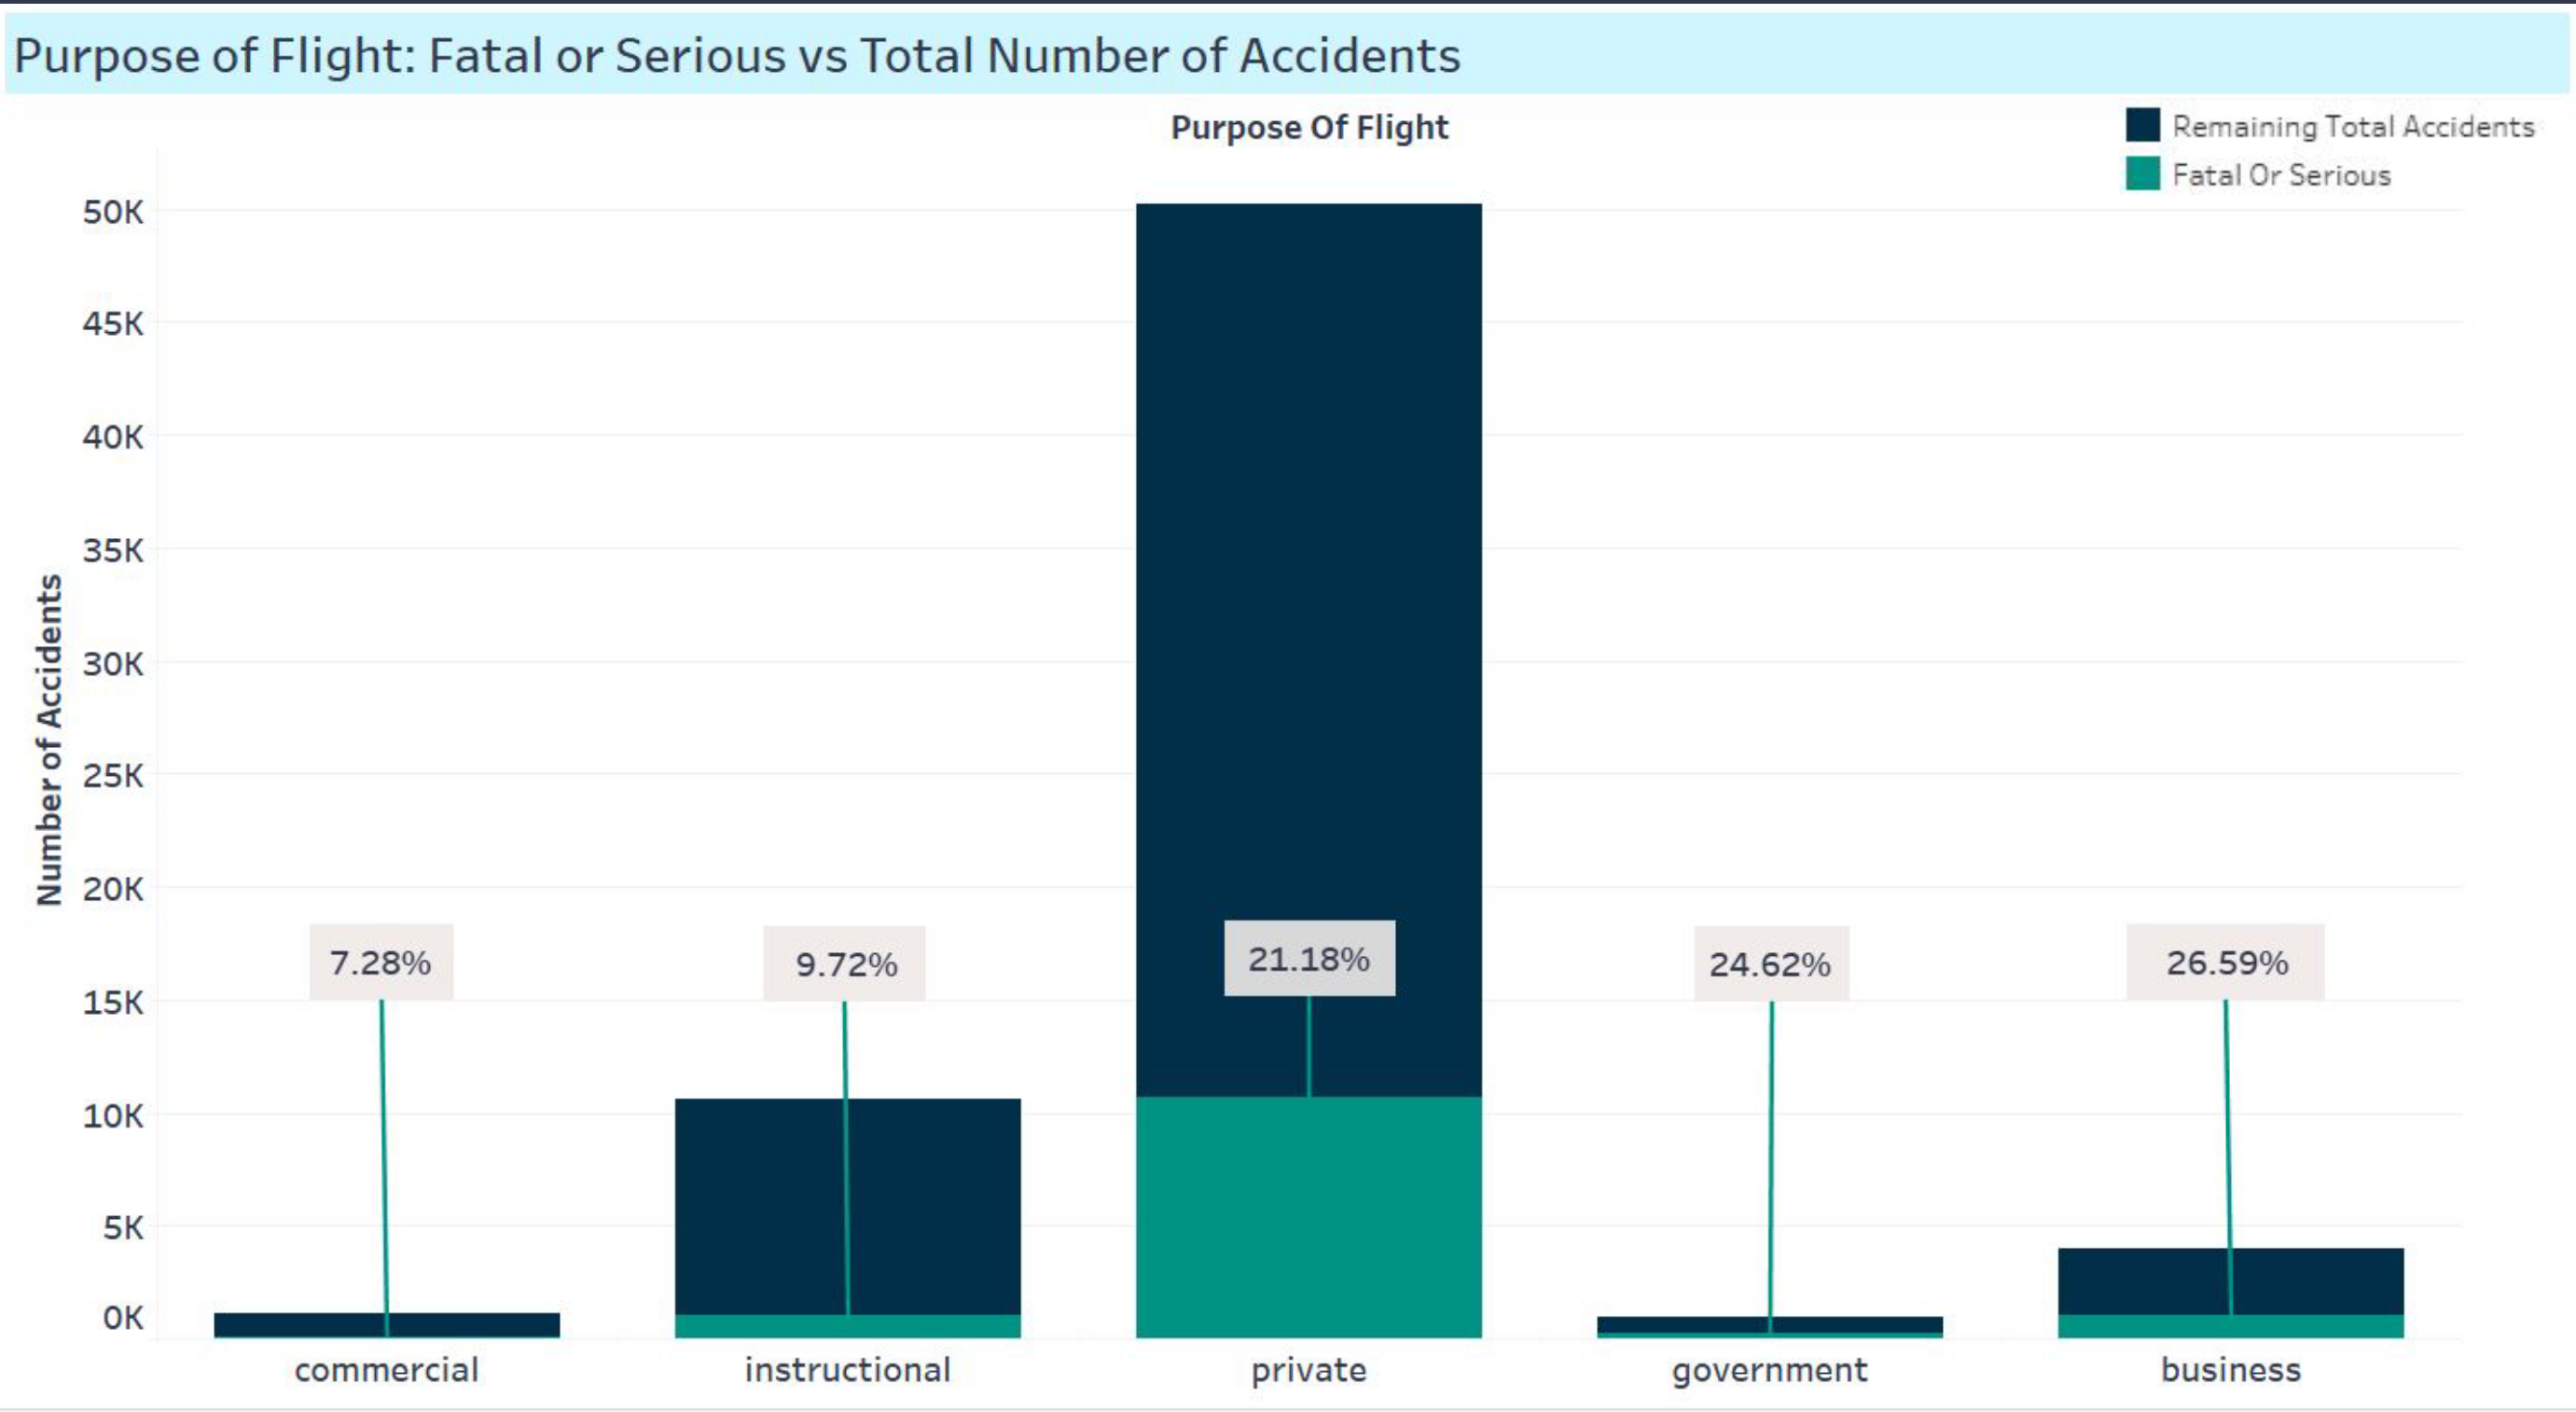 Purpose of Flight: Fatal or Serious vs Total Number of Accidents
Purpose Of Flight
Remaining Total Accidents
Fatal Or Serious
Number of Accidents
50K
45K
40K
35K
30K
25K
20K
15K
10K
5K
0K
7.28%
9.72%
21.18%
24.62%
26.59%
commercial
instructional
private
government
business